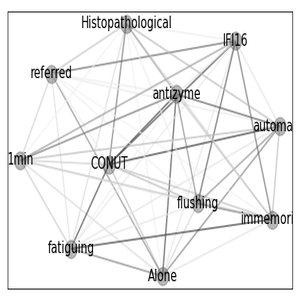 Histopathological
IFI16
referred
antizyme
automa
1min
CONUT
flushing
immemori
fatiguing
Alone